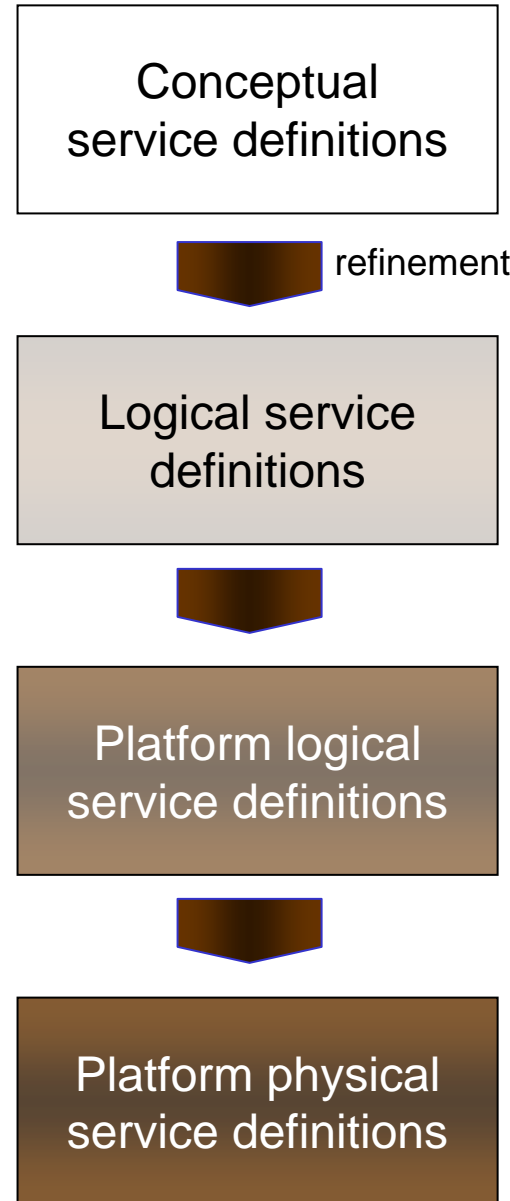 Conceptual
service definitions
refinement
Logical service
definitions
Platform logical
service definitions
Platform physical
service definitions